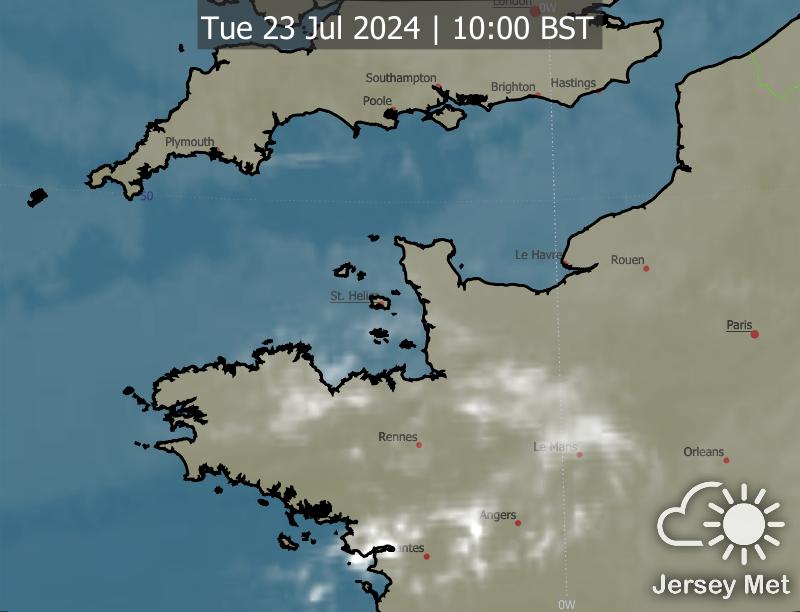 London
0W
Tue 23 Jul 2024 | 10:00 BST
Southampton
Brighton
Hastings
Poole
Plymouth
50
Le Havre
Rouen
St. Helier
Paris
Rennes
Le Mans
Orleans
Angers
antes
0W
Jersey Met